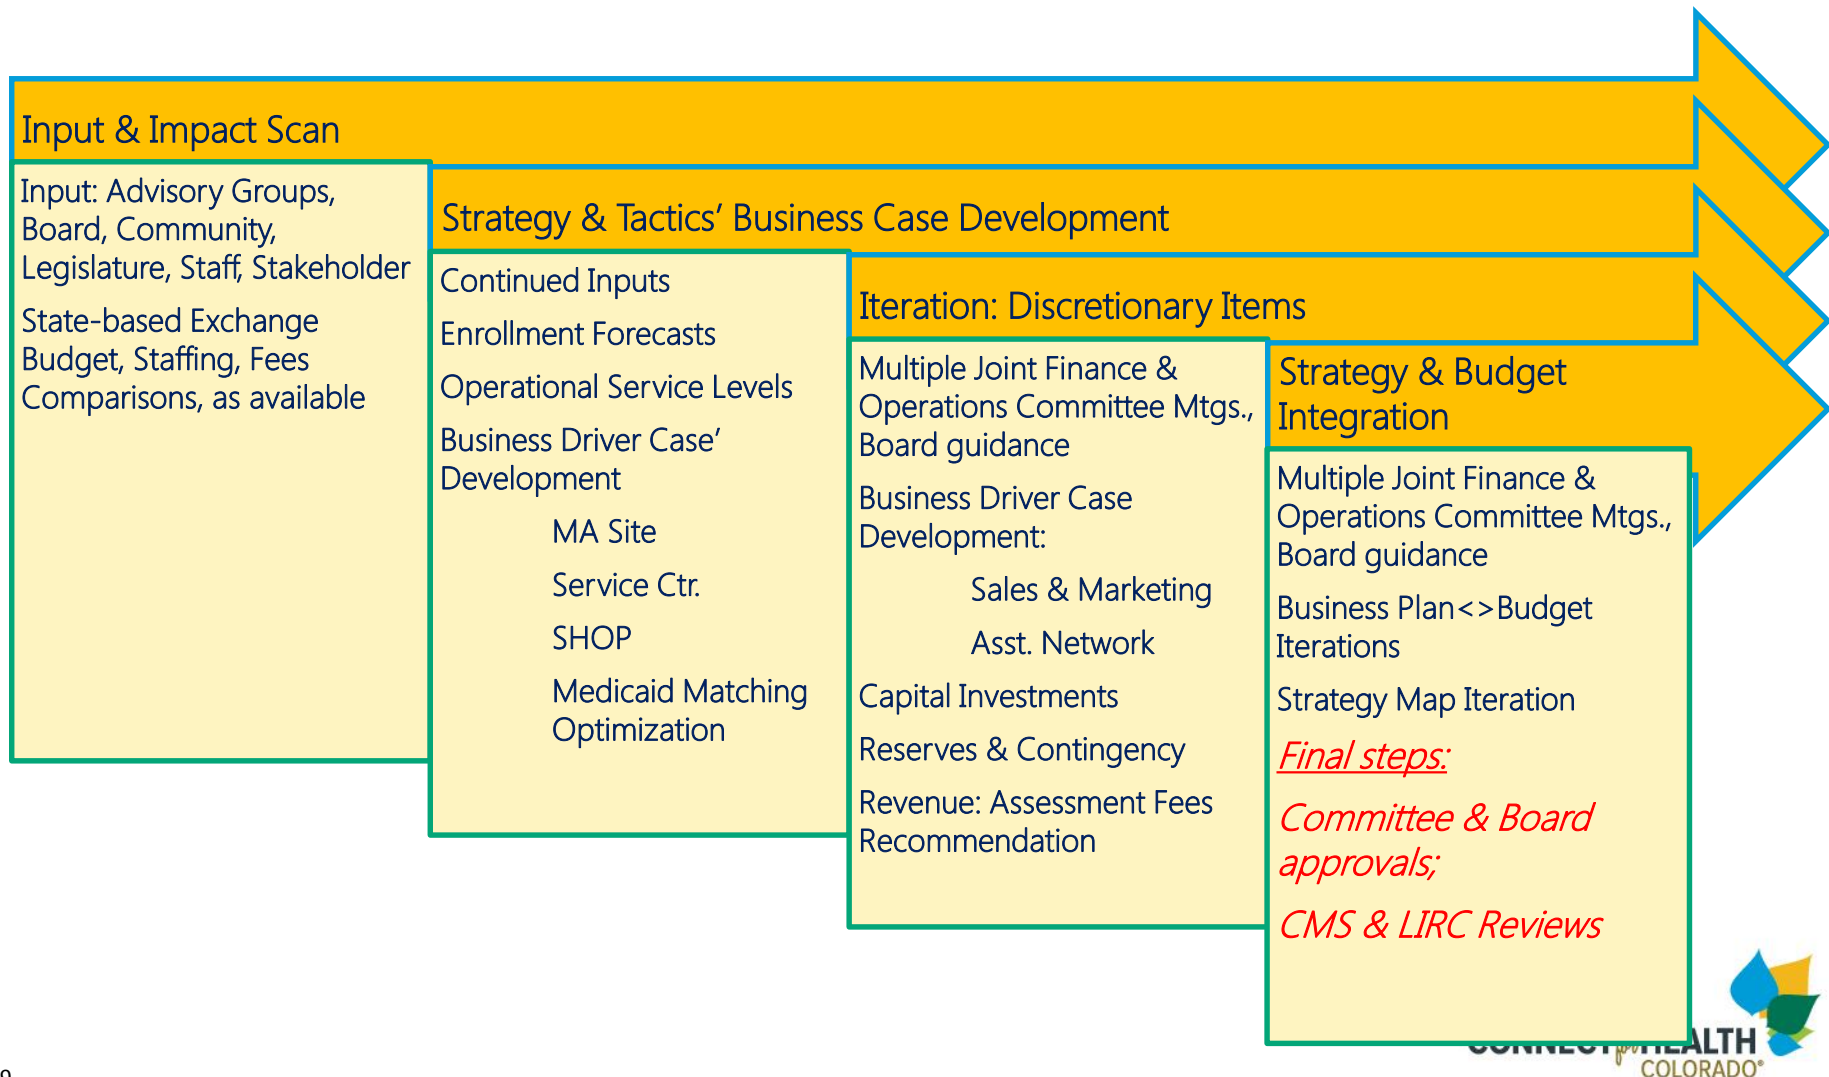 Input & Impact Scan
Input: Advisory Groups,
Board, Community,
Legislature, Staff, Stakeholder
State-based Exchange
Budget, Staffing, Fees
Comparisons, as available
Strategy & Tactics’ Business Case Development
Continued Inputs
Enrollment Forecasts
Operational Service Levels
Business Driver Case’
Development
MA Site
Service Ctr.
SHOP
Medicaid Matching
Optimization
Iteration: Discretionary Items
Multiple Joint Finance &
Operations Committee Mtgs.,
Board guidance
Business Driver Case
Development:
Sales & Marketing
Asst. Network
Capital Investments
Reserves & Contingency
Revenue: Assessment Fees
Recommendation
Strategy & Budget
Integration
Multiple Joint Finance &
Operations Committee Mtgs.,
Board guidance
Business Plan<>Budget
Iterations
Strategy Map Iteration
Final steps:
Committee & Board
approvals;
CMS & LIRC Reviews
CONNECT for HEALTH
COLORADO®
9